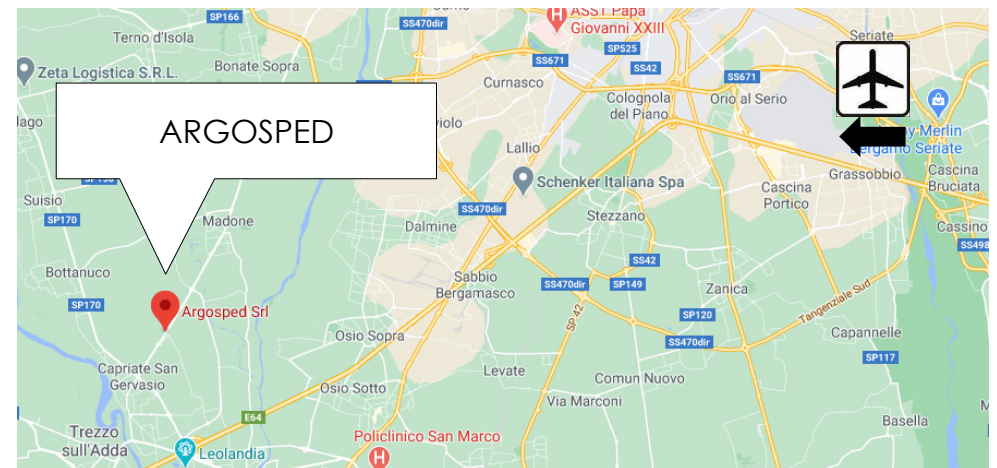 SP166
Terno d'Isola
SS470dir
ASST Papa
Giovanni XXIII
SP525
Seriate
Zeta Logistica S.R.L.
Bonate Sopra
SS671
SS42
SS671
Curnasco
Colognola
del Piano
Orio al Serio
ARGOSPED
Lallio
Merlin
Bergamo Seriate
Grassobbio
Cascina
Bruciata
Schenker Italiana Spa
Cascina
Portico
Suisio
SP170
Madone
SS470dir
Dalmine
Stezzano
Cassino
SS498
Bottanuco
SS42
Sabbio
Bergamasco
SS470dir
SP149
Zanica
Tangenziale Sud
SP170
Argosped Srl
SP 42
SP120
Osio Sopra
SS470dir
Capannelle
SP117
Capriate San
Gervasio
Levate
Comun Nuovo
Osio Sotto
Via Marconi
E64
Basella
Trezzo
sull'Adda
Policlinico San Marco
Leolandia